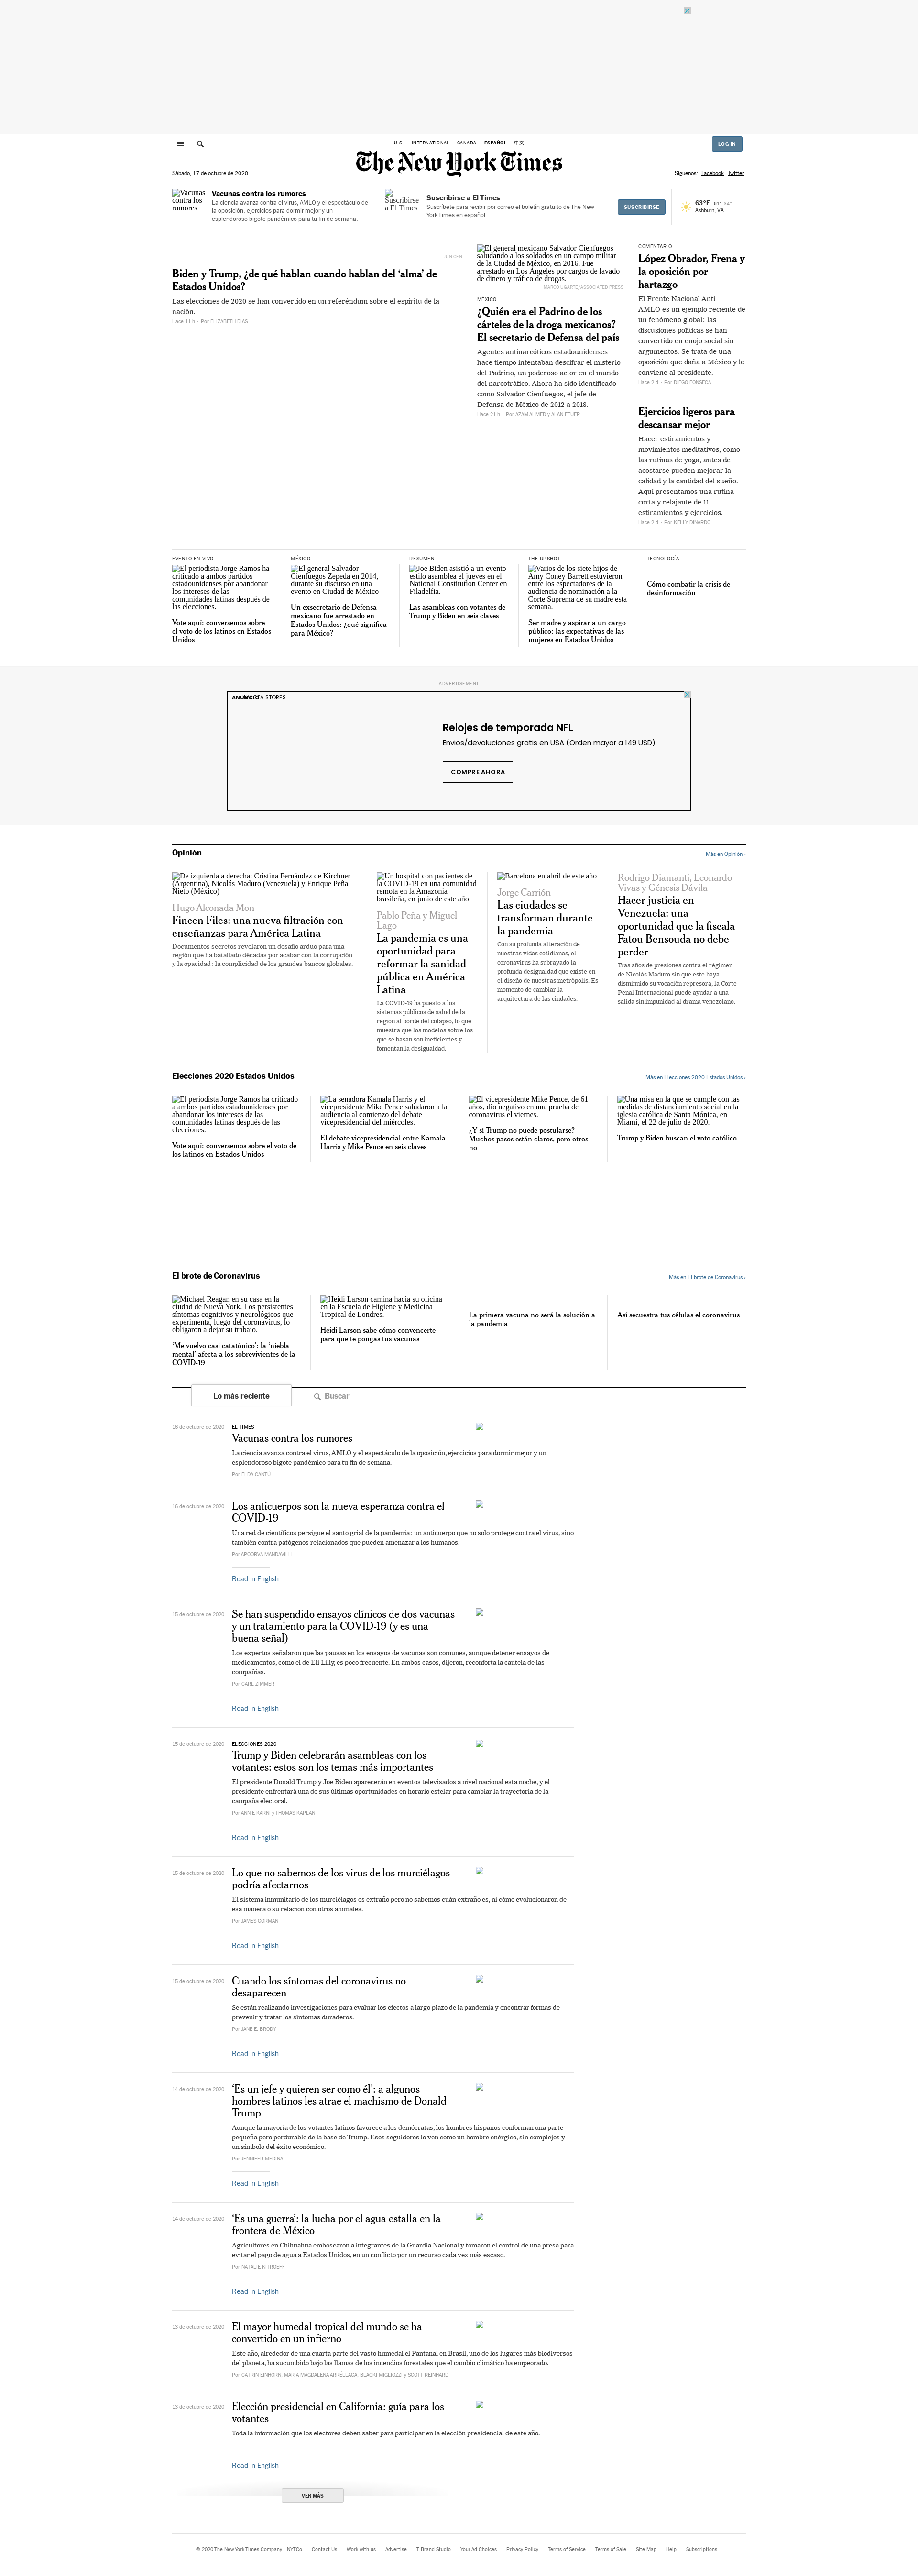 U.S. INTERNATIONAL CANADA ESPAÑOL 中文
LOG IN
The New York Times
Sábado, 17 de octubre de 2020
Síguenos: Facebook Twitter
Vacunas contra los rumores
Vacunas contra los rumores
La ciencia avanza contra el virus, AMLO y el espectáculo de
la oposición, ejercicios para dormir mejor y un
esplendoroso bigote pandémico para tu fin de semana.
Suscribirse a El Times
Suscribirse a El Times
Suscríbete para recibir por correo el boletín gratuito de The New
York Times en español.
SUSCRIBIRSE
63°F
Ashburn, VA
JUN CEN
Biden y Trump, ¿de qué hablan cuando hablan del ‘alma’ de
Estados Unidos?
Las elecciones de 2020 se han convertido en un referéndum sobre el espíritu de la
nación.
Hace 11 h - Por ELIZABETH DIAS
El general mexicano Salvador Cienfuegos
saludando a los soldados en un campo militar
de la Ciudad de México, en 2016. Fue
arrestado en Los Ángeles por cargos de lavado
de dinero y tráfico de drogas.
MARCO UGARTE/ASSOCIATED PRESS
MÉXICO
¿Quién era el Padrino de los
cárteles de la droga mexicanos?
El secretario de Defensa del país
Agentes antinarcóticos estadounidenses
hace tiempo intentaban descifrar el misterio
del Padrino, un poderoso actor en el mundo
del narcotráfico. Ahora ha sido identificado
como Salvador Cienfuegos, el jefe de
Defensa de México de 2012 a 2018.
Hace 21 h - Por AZAM AHMED y ALAN FEUER
COMENTARIO
López Obrador, Frena y
la oposición por
hartazgo
El Frente Nacional Anti-
AMLO es un ejemplo reciente de
un fenómeno global: las
discusiones políticas se han
convertido en enojo social sin
argumentos. Se trata de una
oposición que daña a México y le
conviene al presidente.
Hace 2 d - Por DIEGO FONSECA
Ejercicios ligeros para
descansar mejor
Hacer estiramientos y
movimientos meditativos, como
las rutinas de yoga, antes de
acostarse pueden mejorar la
calidad y la cantidad del sueño.
Aquí presentamos una rutina
corta y relajante de 11
estiramientos y ejercicios.
Hace 2 d - Por KELLY DINARDO
EVENTO EN VIVO
El periodista Jorge Ramos ha
criticado a ambos partidos
estadounidenses por abandonar
los intereses de las
comunidades latinas después de
las elecciones.
Vote aquí: conversemos sobre
el voto de los latinos en Estados
Unidos
MÉXICO
El general Salvador
Cienfuegos Zepeda en 2014,
durante su discurso en una
evento en Ciudad de México
Un exsecretario de Defensa
mexicano fue arrestado en
Estados Unidos: ¿qué significa
para México?
RESUMEN
Joe Biden asistió a un evento
estilo asamblea el jueves en el
National Constitution Center en
Filadelfia.
Las asambleas con votantes de
Trump y Biden en seis claves
THE UPSHOT
Varios de los siete hijos de
Amy Coney Barrett estuvieron
entre los espectadores de la
audiencia de nominación a la
Corte Suprema de su madre esta
semana.
Ser madre y aspirar a un cargo
público: las expectativas de las
mujeres en Estados Unidos
TECNOLOGÍA
Cómo combatir la crisis de
desinformación
ADVERTISEMENT
ANUNCIO
STORES
Relojes de temporada NFL
Envios/devoluciones gratis en USA (Orden mayor a 149 USD)
COMPRE AHORA
Opinión
Más en Opinión ›
De izquierda a derecha: Cristina Fernández de Kirchner
(Argentina), Nicolás Maduro (Venezuela) y Enrique Peña
Nieto (México)
Hugo Alconada Mon
Fincen Files: una nueva filtración con
enseñanzas para América Latina
Documentos secretos revelaron un desafío arduo para una
región que ha batallado décadas por acabar con la corrupción
y la opacidad: la complicidad de los grandes bancos globales.
Un hospital con pacientes de
la COVID-19 en una comunidad
remota en la Amazonía
brasileña, en junio de este año
Pablo Peña y Miguel
Lago
La pandemia es una
oportunidad para
reformar la sanidad
pública en América
Latina
La COVID-19 ha puesto a los
sistemas públicos de salud de la
región al borde del colapso, lo que
muestra que los modelos sobre los
que se basan son ineficientes y
fomentan la desigualdad.
Barcelona en abril de este año
Jorge Carrión
Las ciudades se
transforman durante
la pandemia
Con su profunda alteración de
nuestras vidas cotidianas, el
coronavirus ha subrayado la
profunda desigualdad que existe en
el diseño de nuestras metrópolis. Es
momento de cambiar la
arquitectura de las ciudades.
Rodrigo Diamanti, Leonardo
Vivas y Génesis Dávila
Hacer justicia en
Venezuela: una
oportunidad que la fiscala
Fatou Bensouda no debe
perder
Tras años de presiones contra el régimen
de Nicolás Maduro sin que este haya
disminuido su vocación represora, la Corte
Penal Internacional puede ayudar a una
salida sin impunidad al drama venezolano.
Elecciones 2020 Estados Unidos
Más en Elecciones 2020 Estados Unidos ›
El periodista Jorge Ramos ha criticado
a ambos partidos estadounidenses por
abandonar los intereses de las
comunidades latinas después de las
elecciones.
Vote aquí: conversemos sobre el voto de
los latinos en Estados Unidos
La senadora Kamala Harris y el
vicepresidente Mike Pence saludaron a la
audiencia al comienzo del debate
vicepresidencial del miércoles.
El debate vicepresidencial entre Kamala
Harris y Mike Pence en seis claves
El vicepresidente Mike Pence, de 61
años, dio negativo en una prueba de
coronavirus el viernes.
¿Y si Trump no puede postularse?
Muchos pasos están claros, pero otros
no
Una misa en la que se cumple con las
medidas de distanciamiento social en la
iglesia católica de Santa Mónica, en
Miami, el 22 de julio de 2020.
Trump y Biden buscan el voto católico
El brote de Coronavirus
Más en El brote de Coronavirus ›
Michael Reagan en su casa en la
ciudad de Nueva York. Los persistentes
síntomas cognitivos y neurológicos que
experimenta, luego del coronavirus, lo
obligaron a dejar su trabajo.
‘Me vuelvo casi catatónico’: la ‘niebla
mental’ afecta a los sobrevivientes de la
COVID-19
Heidi Larson camina hacia su oficina
en la Escuela de Higiene y Medicina
Tropical de Londres.
Heidi Larson sabe cómo convencerte
para que te pongas tus vacunas
La primera vacuna no será la solución a
la pandemia
Así secuestra tus células el coronavirus
Lo más reciente
Buscar
16 de octubre de 2020
EL TIMES
Vacunas contra los rumores
La ciencia avanza contra el virus, AMLO y el espectáculo de la oposición, ejercicios para dormir mejor y un
esplendoroso bigote pandémico para tu fin de semana.
Por ELDA CANTÚ
16 de octubre de 2020
Los anticuerpos son la nueva esperanza contra el
COVID-19
Una red de científicos persigue el santo grial de la pandemia: un anticuerpo que no solo protege contra el virus, sino
también contra patógenos relacionados que pueden amenazar a los humanos.
Por APOORVA MANDAVILLI
Read in English
15 de octubre de 2020
Se han suspendido ensayos clínicos de dos vacunas
y un tratamiento para la COVID-19 (y es una
buena señal)
Los expertos señalaron que las pausas en los ensayos de vacunas son comunes, aunque detener ensayos de
medicamentos, como el de Eli Lilly, es poco frecuente. En ambos casos, dijeron, reconforta la cautela de las
compañías.
Por CARL ZIMMER
Read in English
15 de octubre de 2020
ELECCIONES 2020
Trump y Biden celebrarán asambleas con los
votantes: estos son los temas más importantes
El presidente Donald Trump y Joe Biden aparecerán en eventos televisados a nivel nacional esta noche, y el
presidente enfrentará una de sus últimas oportunidades en horario estelar para cambiar la trayectoria de la
campaña electoral.
Por ANNIE KARNI y THOMAS KAPLAN
Read in English
15 de octubre de 2020
Lo que no sabemos de los virus de los murciélagos
podría afectarnos
El sistema inmunitario de los murciélagos es extraño pero no sabemos cuán extraño es, ni cómo evolucionaron de
esa manera o su relación con otros animales.
Por JAMES GORMAN
Read in English
15 de octubre de 2020
Cuando los síntomas del coronavirus no
desaparecen
Se están realizando investigaciones para evaluar los efectos a largo plazo de la pandemia y encontrar formas de
prevenir y tratar los síntomas duraderos.
Por JANE E. BRODY
Read in English
14 de octubre de 2020
‘Es un jefe y quieren ser como él’: a algunos
hombres latinos les atrae el machismo de Donald
Trump
Aunque la mayoría de los votantes latinos favorece a los demócratas, los hombres hispanos conforman una parte
pequeña pero perdurable de la base de Trump. Esos seguidores lo ven como un hombre enérgico, sin complejos y
un símbolo del éxito económico.
Por JENNIFER MEDINA
Read in English
14 de octubre de 2020
‘Es una guerra’: la lucha por el agua estalla en la
frontera de México
Agricultores en Chihuahua emboscaron a integrantes de la Guardia Nacional y tomaron el control de una presa para
evitar el pago de agua a Estados Unidos, en un conflicto por un recurso cada vez más escaso.
Por NATALIE KITROEFF
Read in English
13 de octubre de 2020
El mayor humedal tropical del mundo se ha
convertido en un infierno
Este año, alrededor de una cuarta parte del vasto humedal el Pantanal en Brasil, uno de los lugares más biodiversos
del planeta, ha sucumbido bajo las llamas de los incendios forestales que el cambio climático ha empeorado.
Por CATRIN EINHORN, MARIA MAGDALENA ARRÉLLAGA, BLACKI MIGLIOZZI y SCOTT REINHARD
13 de octubre de 2020
Elección presidencial en California: guía para los
votantes
Toda la información que los electores deben saber para participar en la elección presidencial de este año.
Read in English
VER MÁS
© 2020 The New York Times Company NYTCo Contact Us Work with us Advertise T Brand Studio Your Ad Choices Privacy Policy Terms of Service Terms of Sale Site Map Help Subscriptions